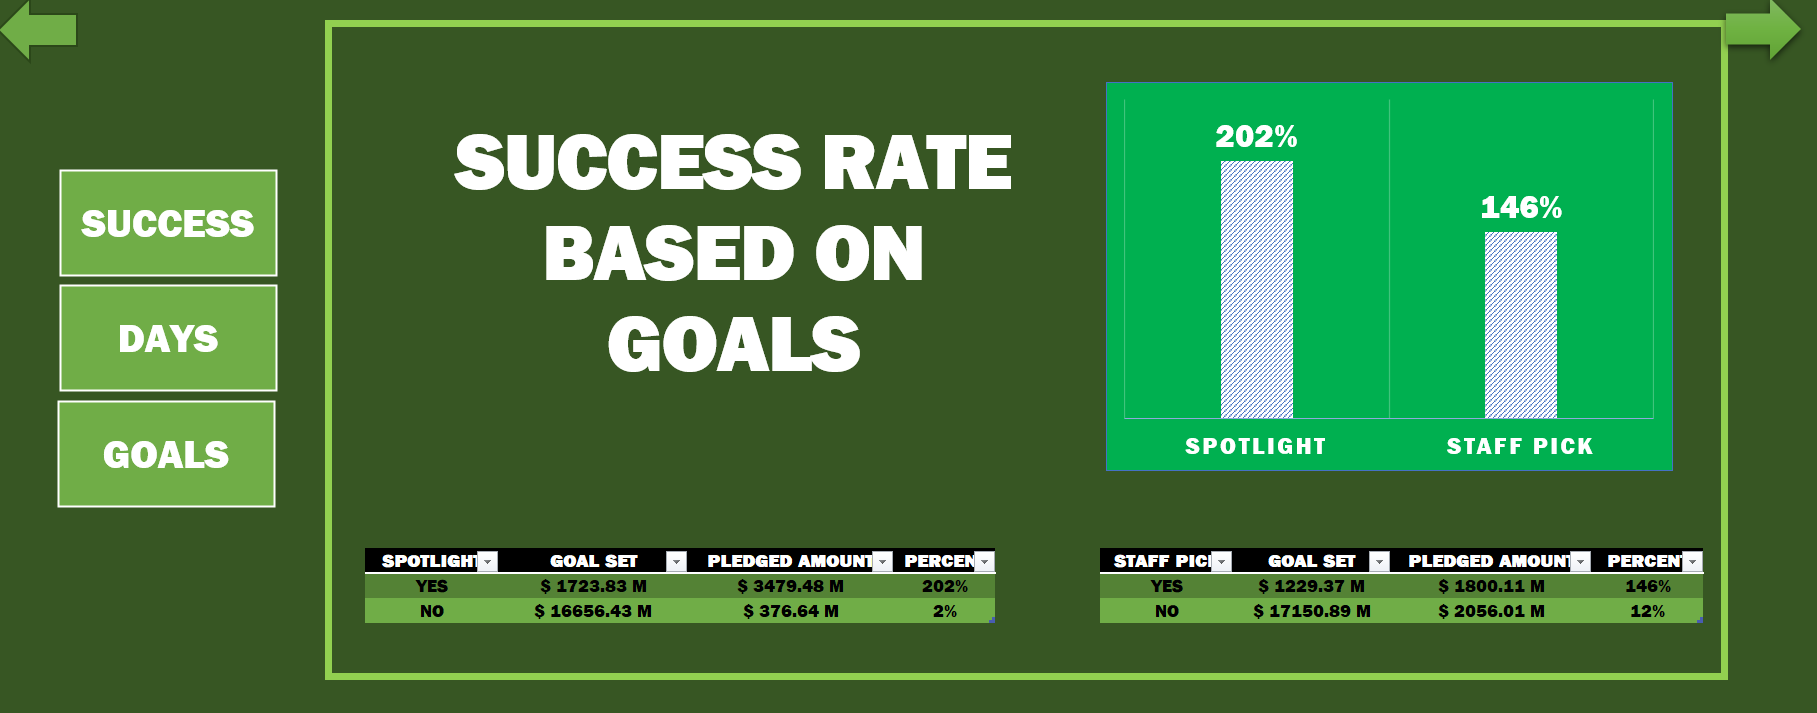 SUCCESS
DAYS
GOALS
SUCCESS RATE
BASED ON
GOALS
202%
146%
SPOTLIGHT STAFF PICK
SPOTLIGHT GOAL SET PLEDGED AMOUNT PERCENT
YES $ 1723.83 M $ 3479.48 M 202%
NO $ 16656.43 M $ 376.64 M 2%
STAFF PICK GOAL SET PLEDGED AMOUNT PERCENT
YES $ 1229.37 M $ 1800.11 M 146%
NO $ 17150.89 M $ 2056.01 M 12%